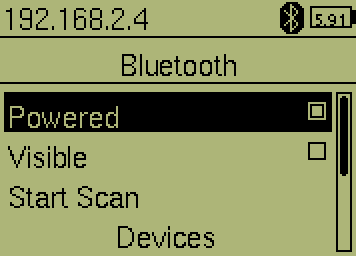 192.168.2.4 5.91
Bluetooth
Powered
Visible
Start Scan
Devices